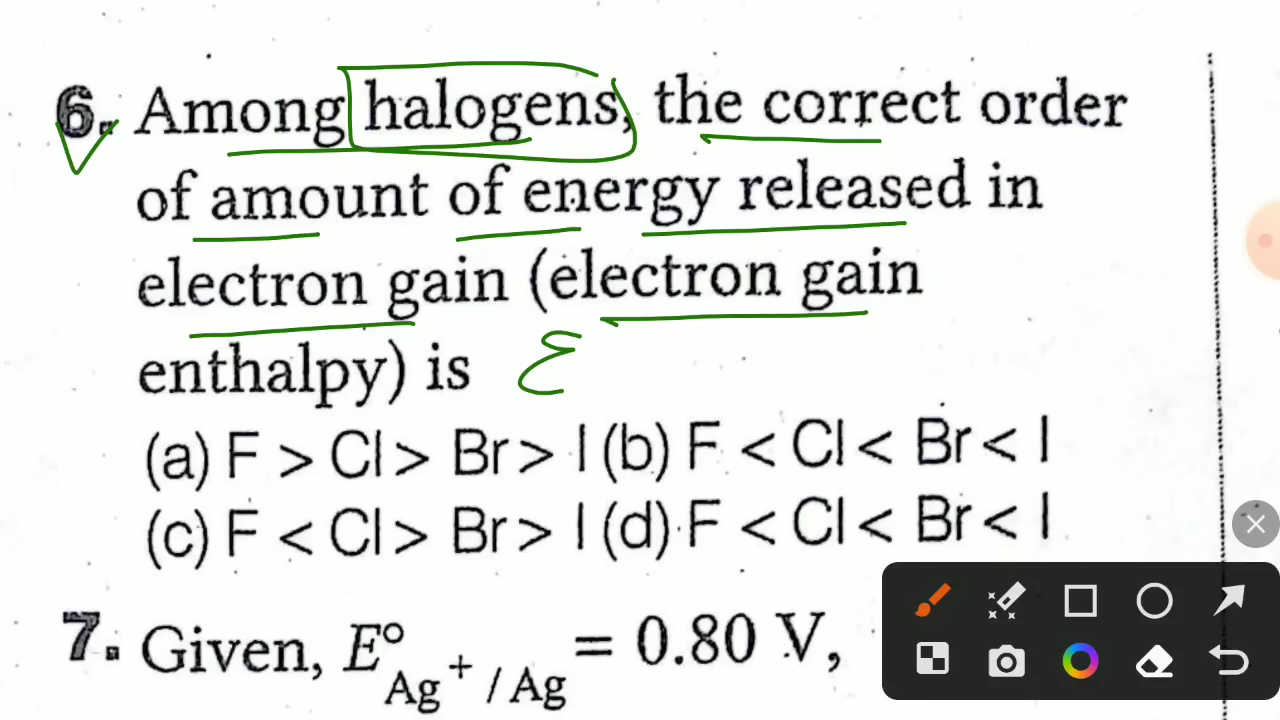 6. Among halogens, the correct order
of amount of energy released in
electron gain (electron gain
enthalpy) is ℰ
(a) F > Cl > Br > I (b) F < Cl < Br < I
(c) F < Cl > Br > I (d) F < Cl < Br < I
7. Given, E°Ag+/Ag = 0.80 V,